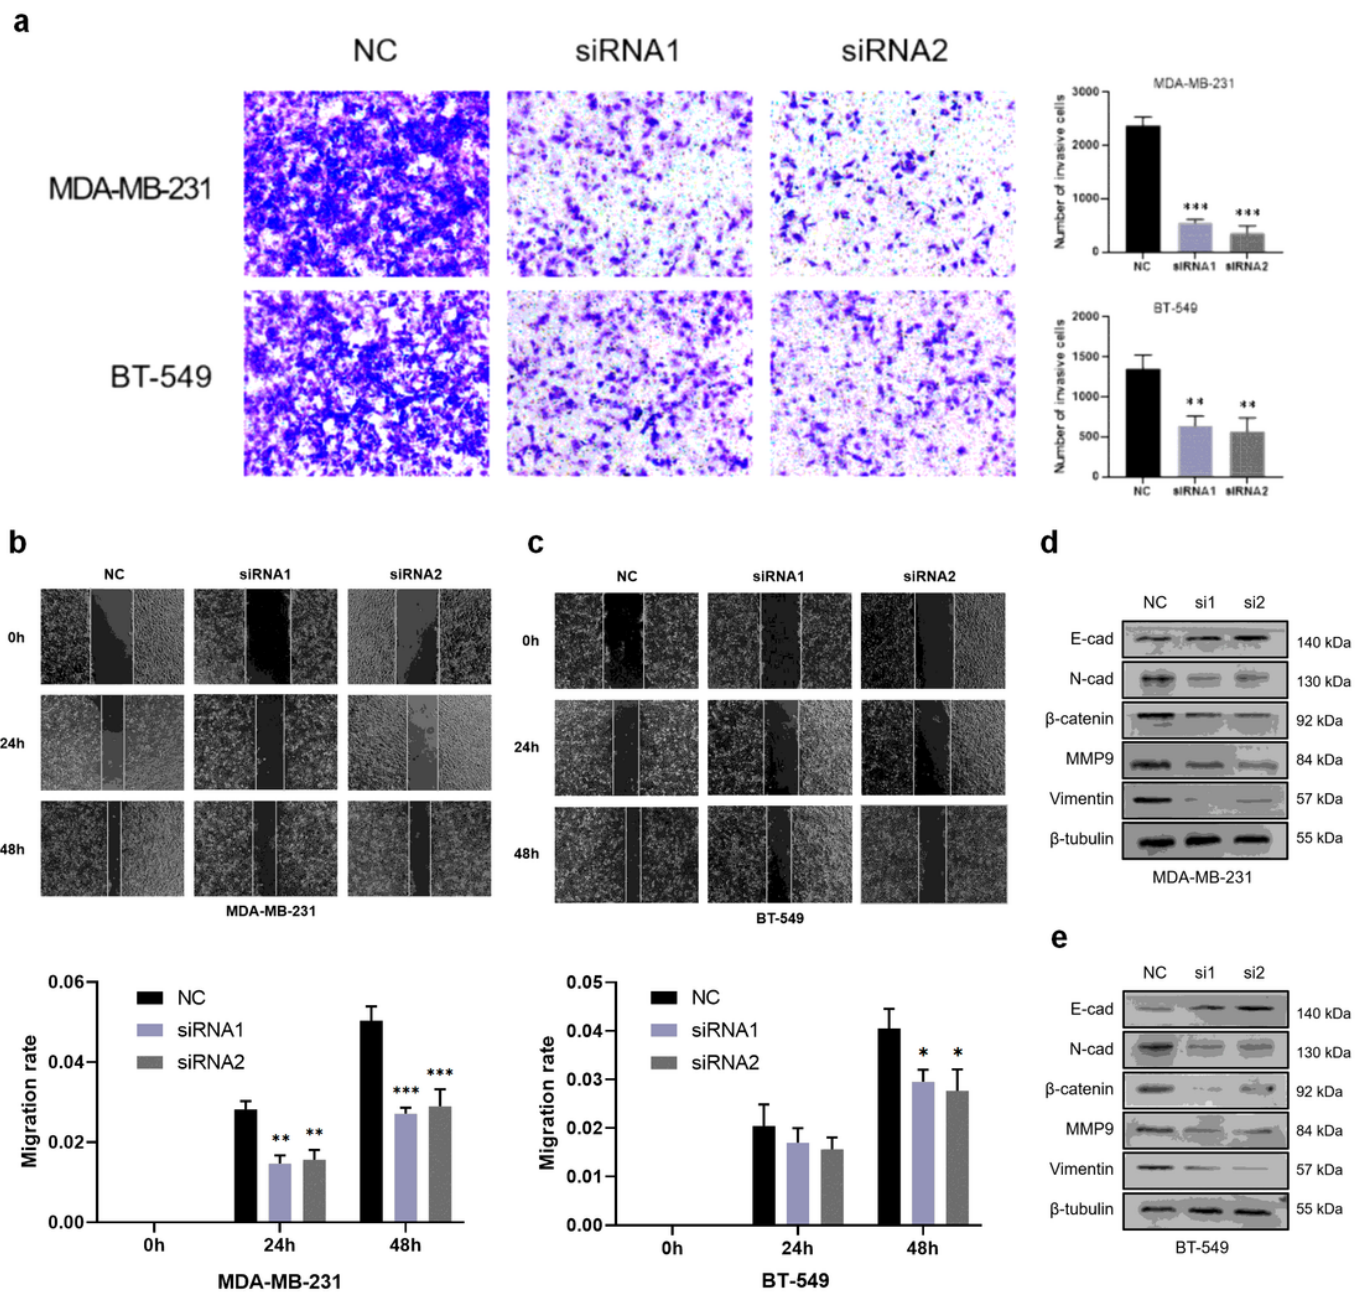 a
NC siRNA1 siRNA2
MDA-MB-231
BT-549
MDA-MB-231
Number of invasive cells
3000
2000
1000
0
*** ***
NC siRNA1 siRNA2
BT-549
Number of invasive cells
2000
1500
1000
500
0
** **
NC siRNA1 siRNA2
b
NC siRNA1 siRNA2
0h
24h
48h
MDA-MB-231
Migration rate
0.06
0.04
0.02
0.00
NC
siRNA1
siRNA2
** **
*** ***
0h 24h 48h
MDA-MB-231
c
NC siRNA1 siRNA2
0h
24h
48h
BT-549
Migration rate
0.05
0.04
0.03
0.02
0.01
0.00
NC
siRNA1
siRNA2
* *
0h 24h 48h
BT-549
d
NC si1 si2
E-cad 140 kDa
N-cad 130 kDa
β-catenin 92 kDa
MMP9 84 kDa
Vimentin 57 kDa
β-tubulin 55 kDa
MDA-MB-231
e
NC si1 si2
E-cad 140 kDa
N-cad 130 kDa
β-catenin 92 kDa
MMP9 84 kDa
Vimentin 57 kDa
β-tubulin 55 kDa
BT-549